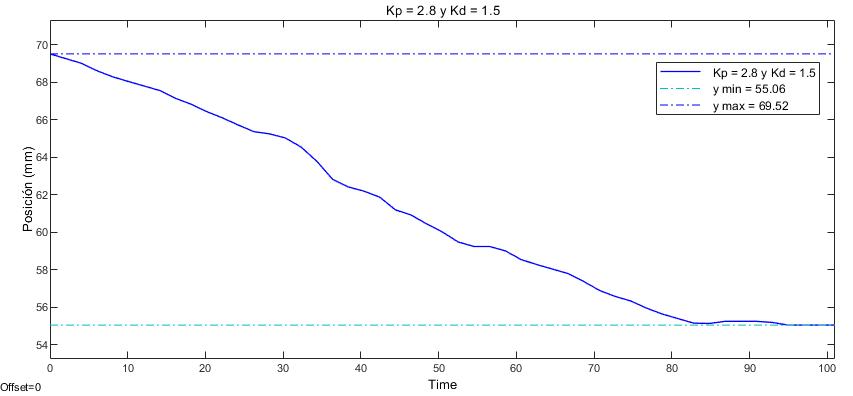 Kp = 2.8 y Kd = 1.5
70
68
66
64
62
60
58
56
54
Posición (mm)
Kp = 2.8 y Kd = 1.5
y min = 55.06
y max = 69.52
0 10 20 30 40 50 60 70 80 90 100
Time
Offset=0